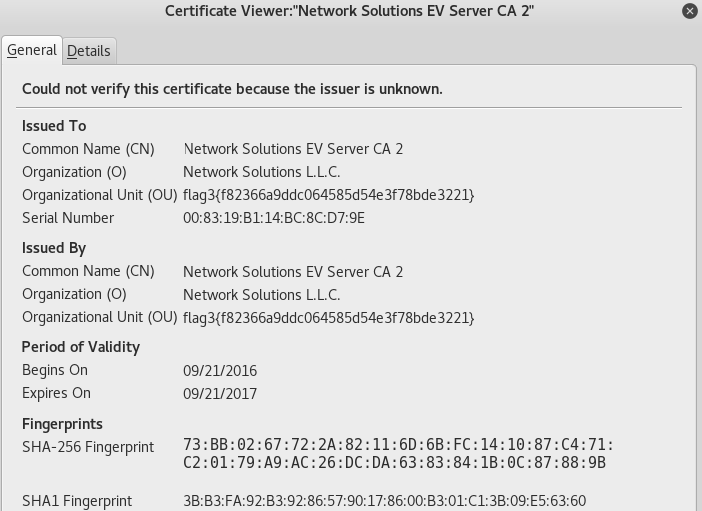 Certificate Viewer:"Network Solutions EV Server CA 2"
General Details
Could not verify this certificate because the issuer is unknown.
Issued To
Common Name (CN) Network Solutions EV Server CA 2
Organization (O) Network Solutions L.L.C.
Organizational Unit (OU) flag3{f82366a9ddc064585d54e3f78bde3221}
Serial Number 00:83:19:B1:14:BC:8C:D7:9E
Issued By
Common Name (CN) Network Solutions EV Server CA 2
Organization (O) Network Solutions L.L.C.
Organizational Unit (OU) flag3{f82366a9ddc064585d54e3f78bde3221}
Period of Validity
Begins On 09/21/2016
Expires On 09/21/2017
Fingerprints
SHA-256 Fingerprint 73:BB:02:67:72:2A:82:11:6D:6B:FC:14:10:87:C4:71:
C2:01:79:A9:AC:26:DC:DA:63:83:84:1B:0C:87:88:9B
SHA1 Fingerprint 3B:B3:FA:92:B3:92:86:57:90:17:86:00:B3:01:C1:3B:09:E5:63:60